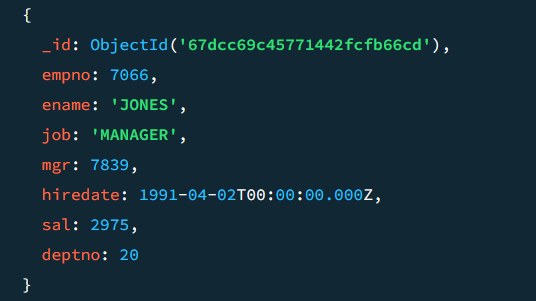 {
_id: ObjectId('67dcc69c45771442fcfb66cd'),
empno: 7066,
ename: 'JONES',
job: 'MANAGER',
mgr: 7839,
hiredate: 1991-04-02T00:00:00.000Z,
sal: 2975,
deptno: 20
}